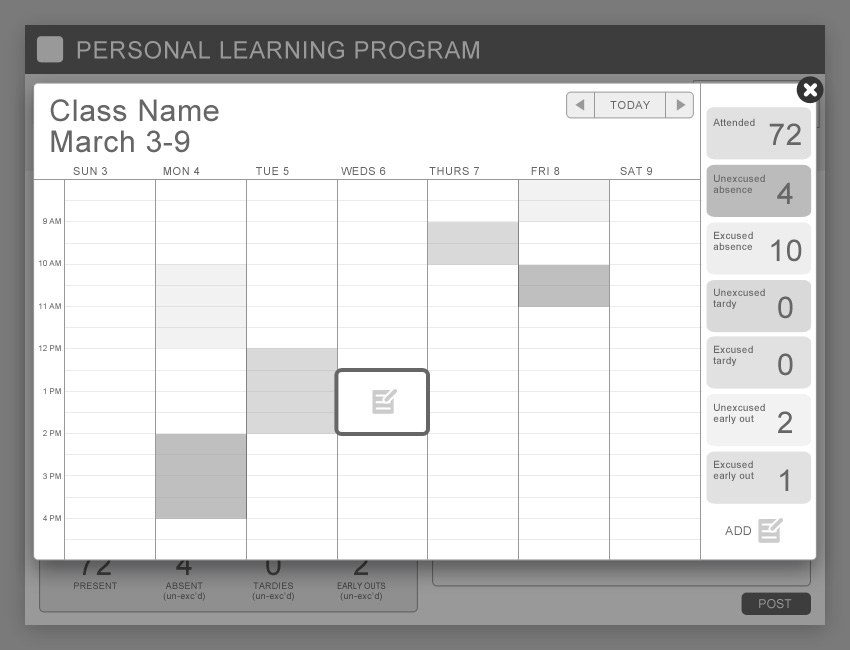 PERSONAL LEARNING PROGRAM
Class Name
March 3-9
TODAY
SUN 3
MON 4
TUE 5
WEDS 6
THURS 7
FRI 8
SAT 9
9 AM
10 AM
11 AM
12 PM
1 PM
2 PM
3 PM
4 PM
Attended
72
Unexcused
absence
4
Excused
absence
10
Unexcused
tardy
0
Excused
tardy
0
Unexcused
early out
2
Excused
early out
1
ADD
72
4
0
2
PRESENT
ABSENT
(un-exc'd)
TARDIES
(un-exc'd)
EARLY OUTS
(un-exc'd)
POST